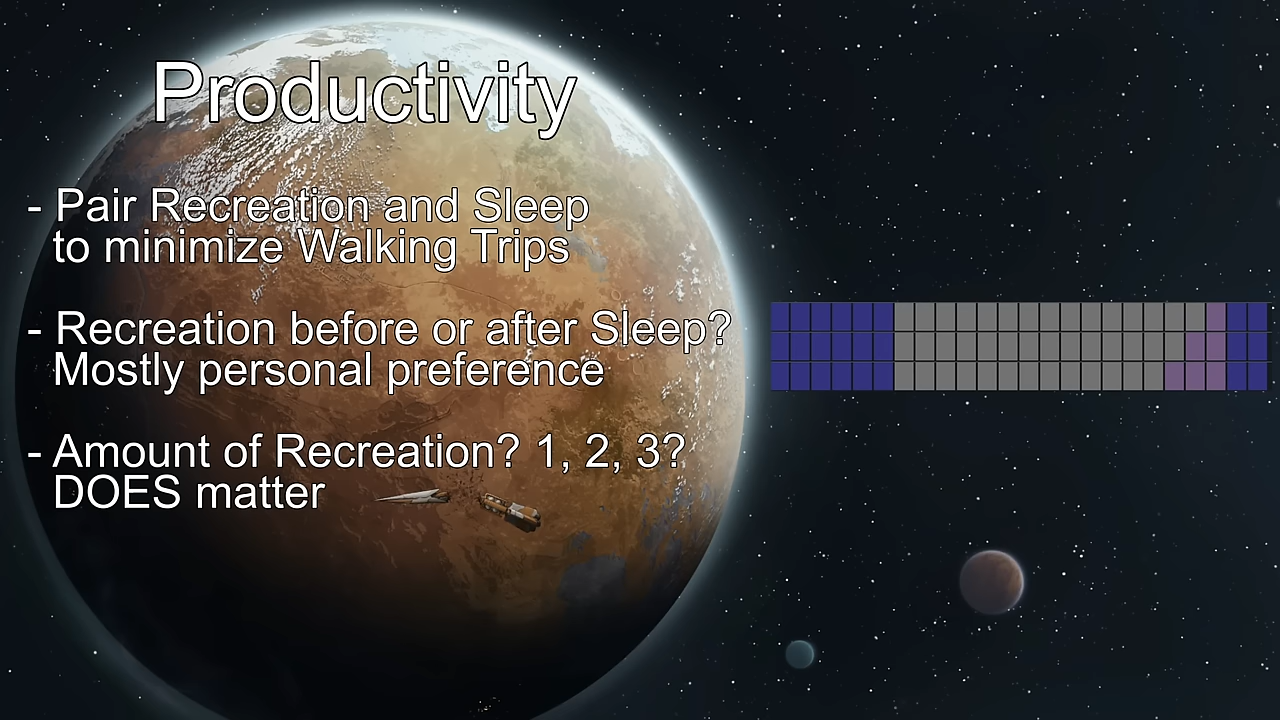 Productivity
- Pair Recreation and Sleep
to minimize Walking Trips
- Recreation before or after Sleep?
Mostly personal preference
- Amount of Recreation? 1, 2, 3?
DOES matter